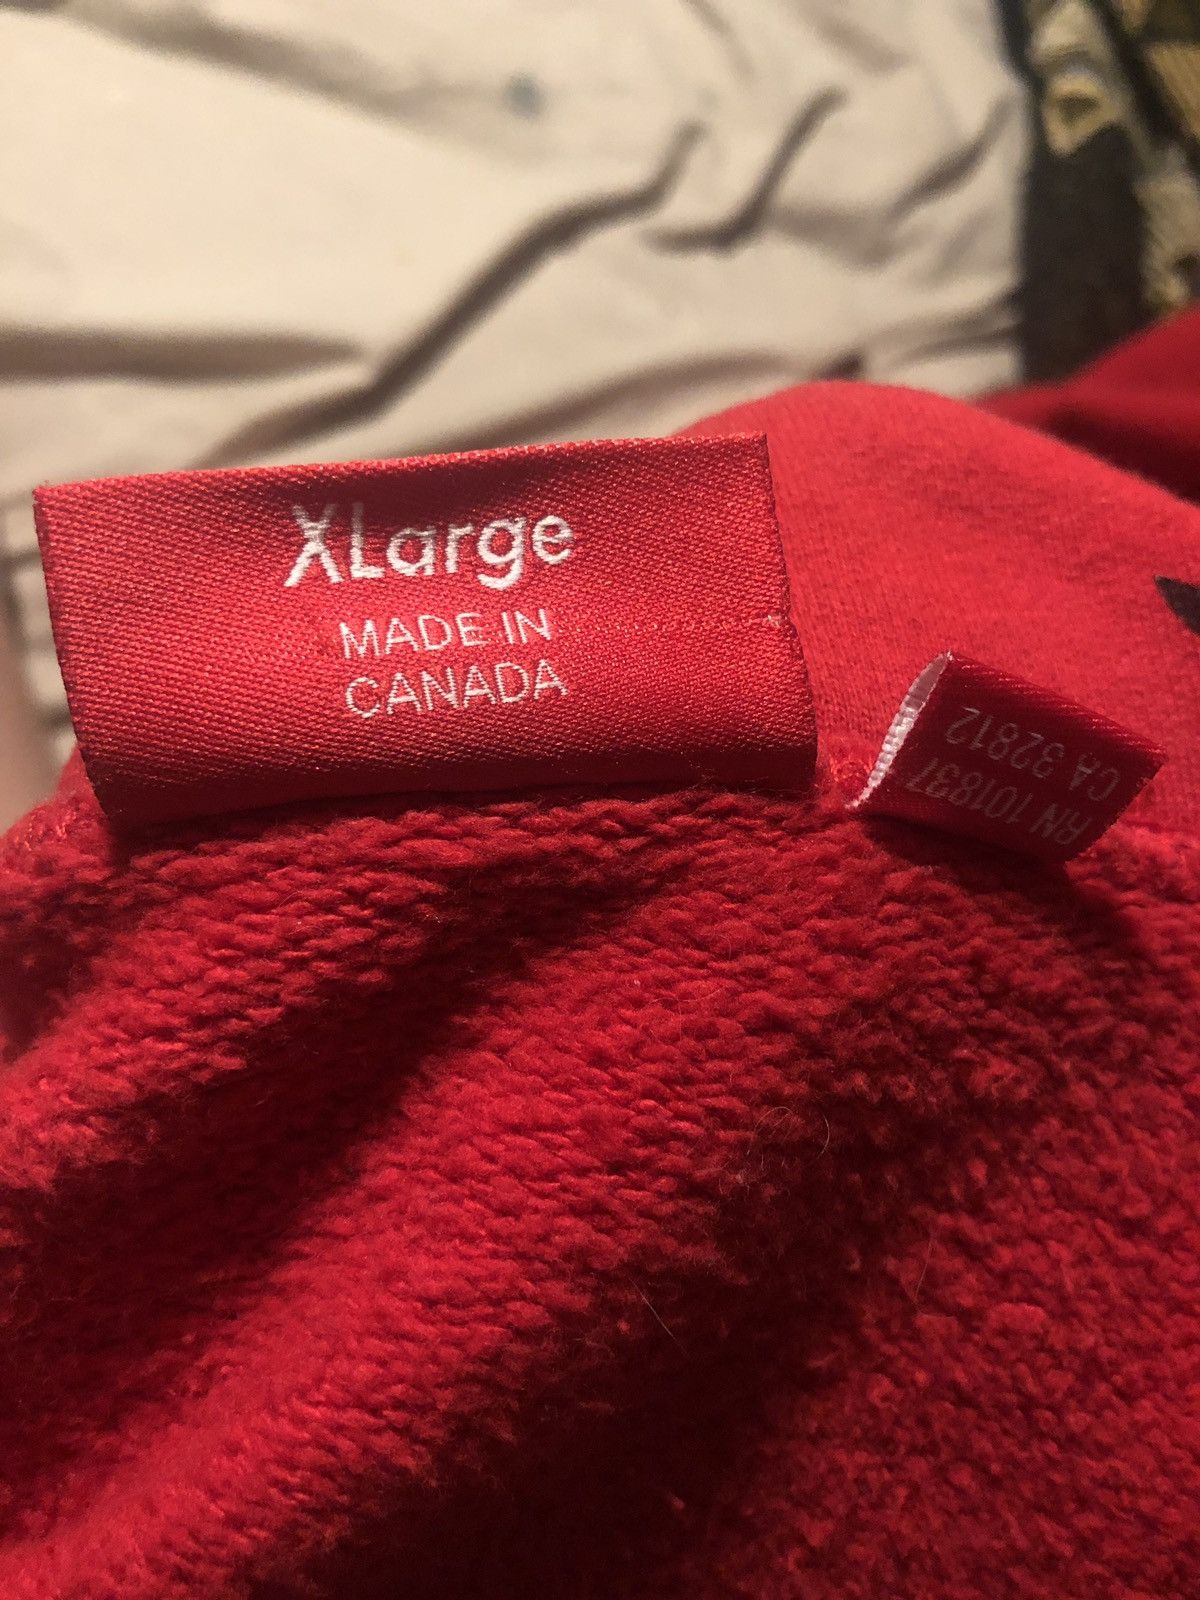 XLarge
MADE IN
CANADA
RN 101837
CA 32812